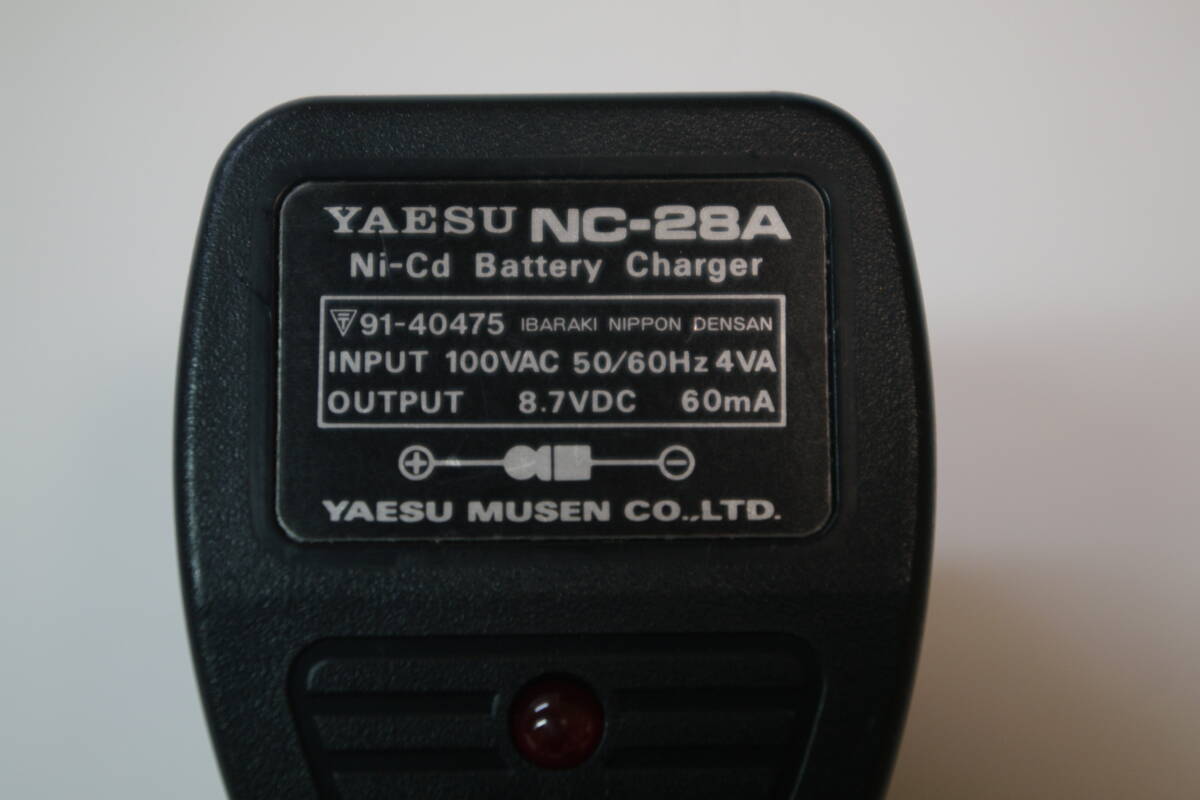 YAESU NC-28A
Ni-Cd Battery Charger
91-40475 IBARAKI NIPPON DENSAN
INPUT 100VAC 50/60Hz 4VA
OUTPUT 8.7VDC 60mA
YAESU MUSEN CO.,LTD.